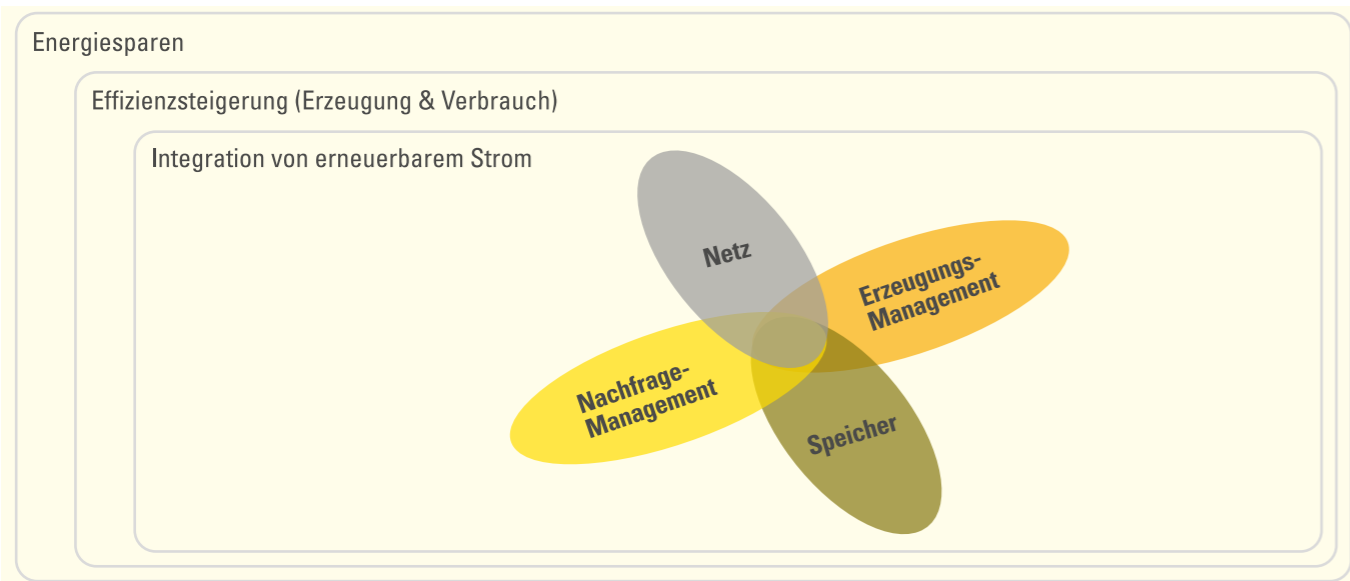 Energiesparen
Effizienzsteigerung (Erzeugung & Verbrauch)
Integration von erneuerbarem Strom
Netz
Erzeugungs-
Management
Nachfrage-
Management
Speicher